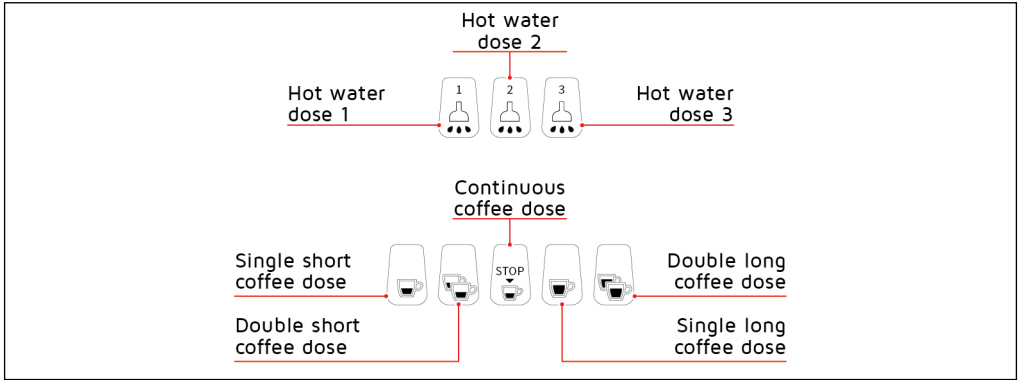 Hot water
dose 2
Hot water
dose 1
1
2
3
Hot water
dose 3
Continuous
coffee dose
Single short
coffee dose
STOP
Double long
coffee dose
Double short
coffee dose
Single long
coffee dose